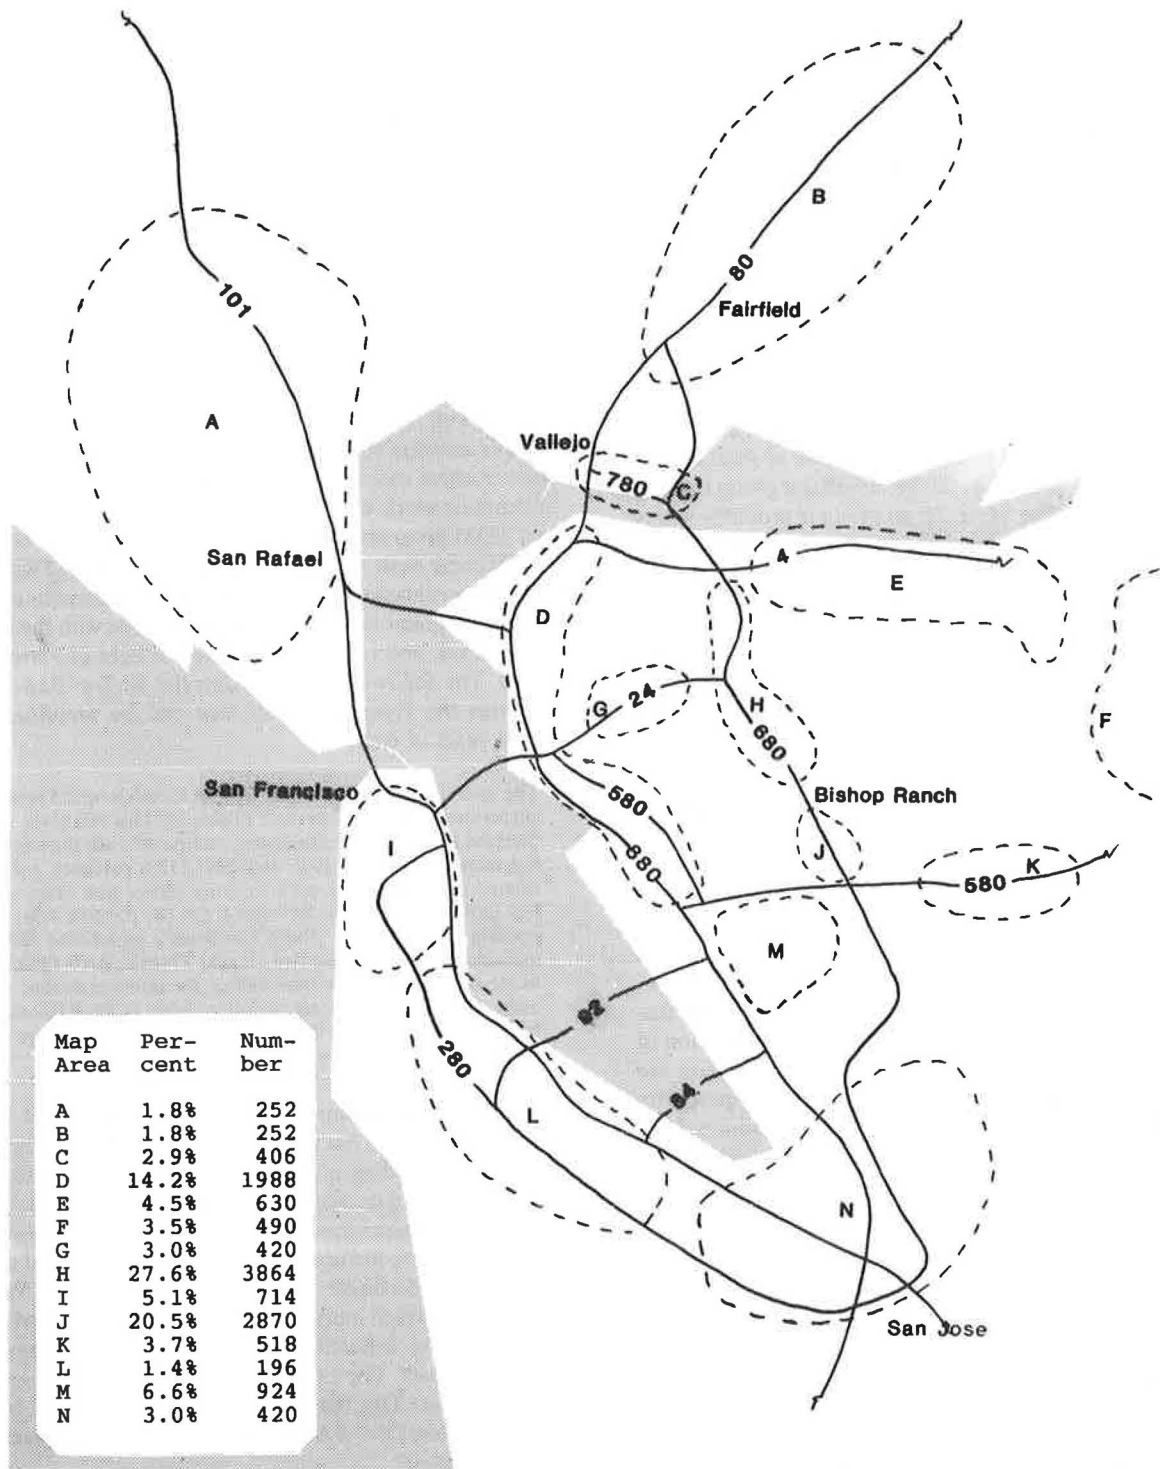 B
80
Fairfield
101
A
Vallejo
780
C
San Rafael
4
E
D
F
24
G
H
680
San Francisco
580
Bishop Ranch
I
880
J
K
580
M
92
280
84
L
N
San Jose
Map Per- Num-
Area cent ber
A 1.8% 252
B 1.8% 252
C 2.9% 406
D 14.2% 1988
E 4.5% 630
F 3.5% 490
G 3.0% 420
H 27.6% 3864
I 5.1% 714
J 20.5% 2870
K 3.7% 518
L 1.4% 196
M 6.6% 924
N 3.0% 420